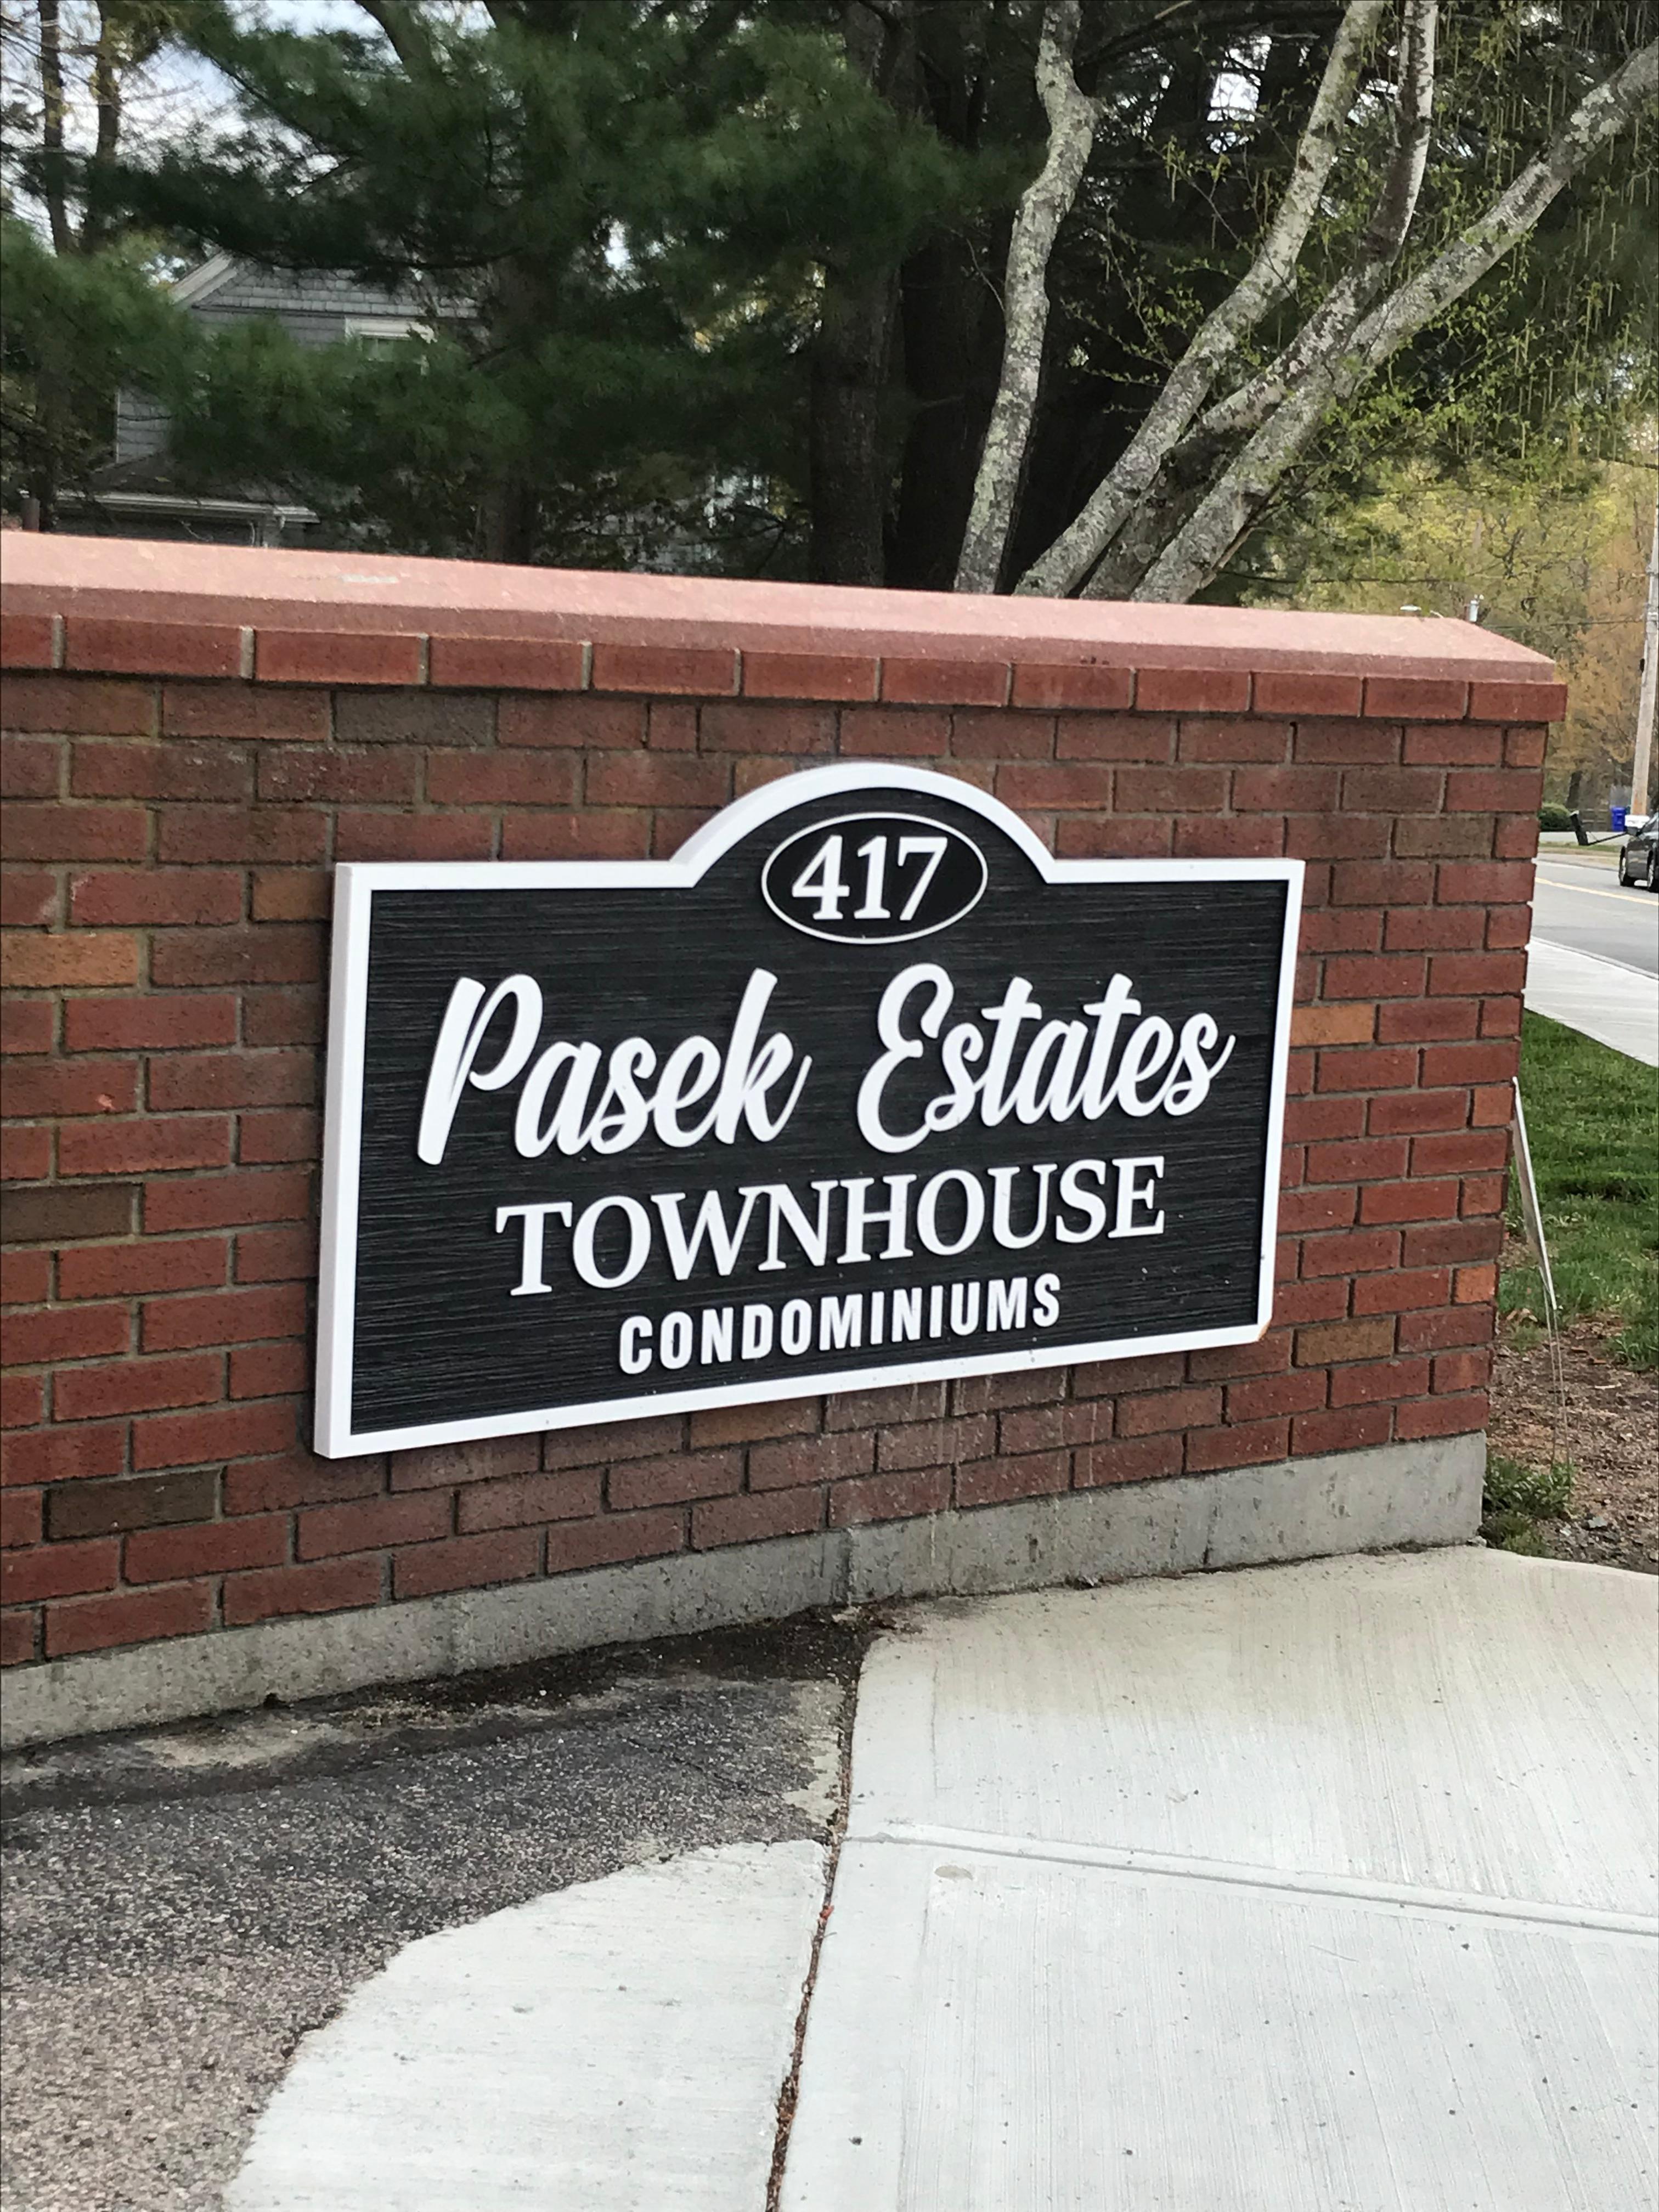 417
Pasek Estates
TOWNHOUSE
CONDOMINIUMS